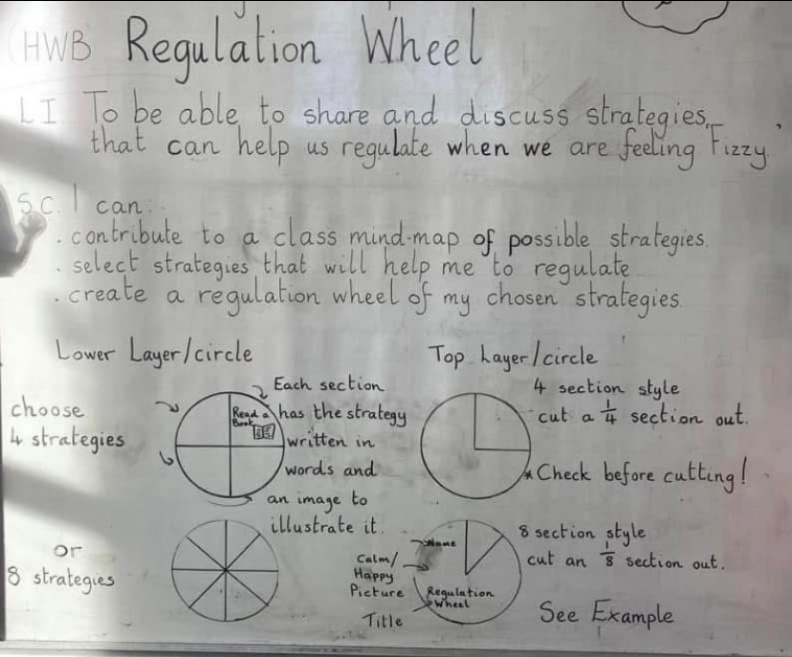 HWB Regulation Wheel
LI To be able to share and discuss strategies,
that can help us regulate when we are feeling Fizzy.
SC. I can:
. contribute to a class mind-map of possible strategies.
. select strategies that will help me to regulate
. create a regulation wheel of my chosen strategies.
Lower Layer/circle
choose
4 strategies
Read a
Book
Each section
has the strategy
written in
words and
an image to
illustrate it.
or
8 strategies
Top Layer/circle
4 section style
cut a 1/4 section out.
*Check before cutting!
Name
Calm/
Happy
Picture
Regulation
Wheel
Title
8 section style
cut an 1/8 section out.
See Example